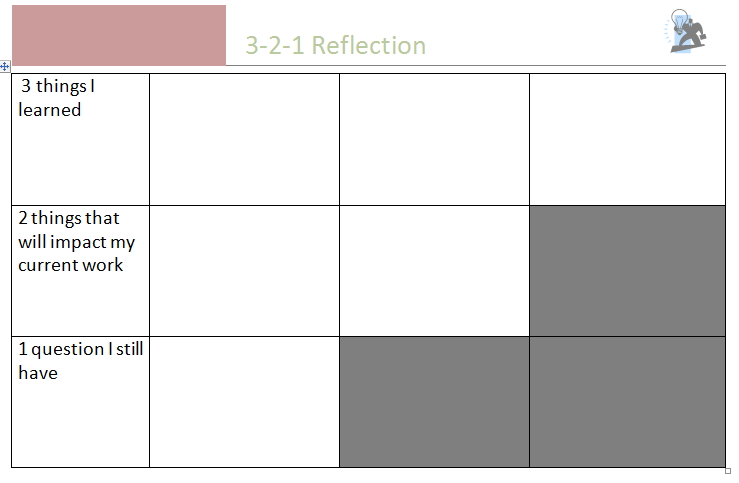 3-2-1 Reflection
3 things I
learned
2 things that
will impact my
current work
1 question I still
have